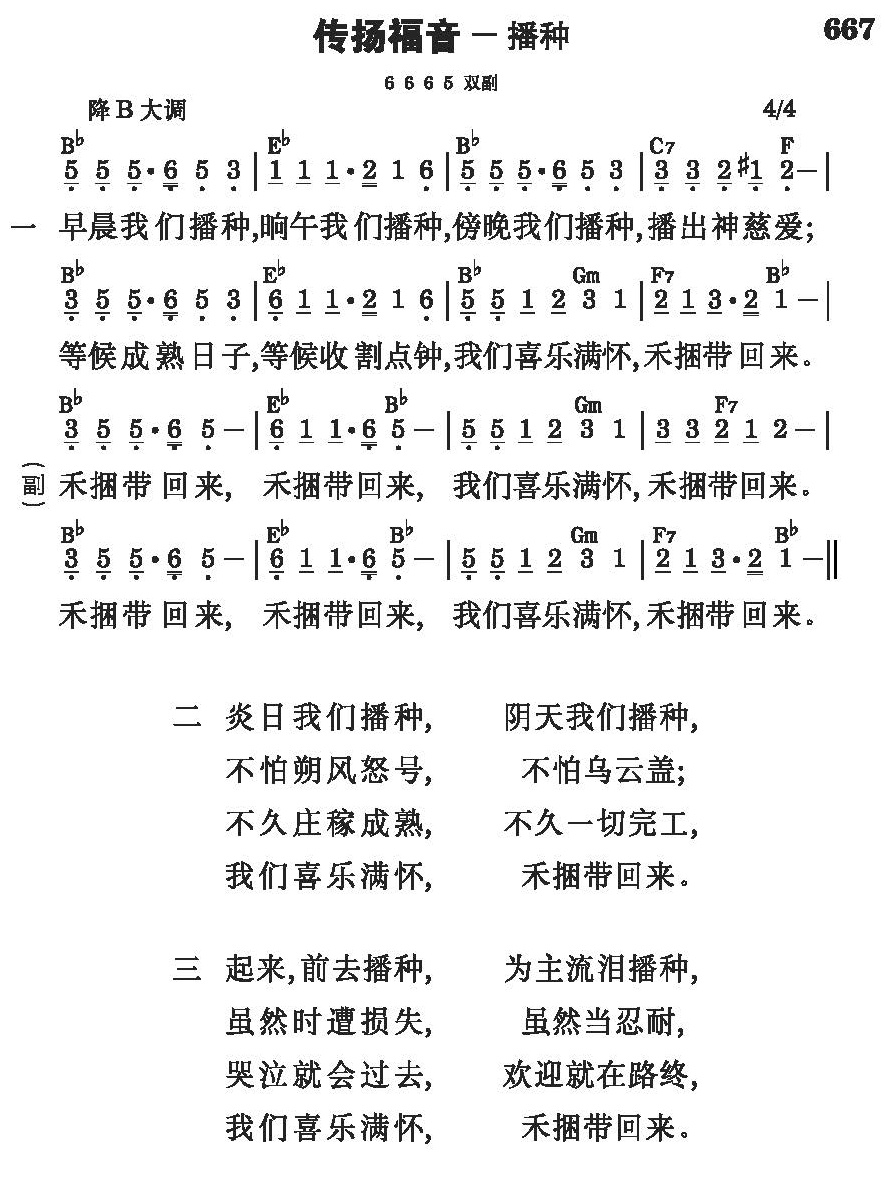 传扬福音－播种 667
6 6 6 5 双副
降B大调 4/4
B♭ E♭ B♭ C7 F
5 5 5·6 5 3 | 1 1 1·2 1 6 | 5 5 5·6 5 3 | 3 3 2 #1 2－ |
一 早晨我们播种,晌午我们播种,傍晚我们播种,播出神慈爱;
B♭ E♭ B♭ Gm F7 B♭
3 5 5·6 5 3 | 6 1 1·2 1 6 | 5 5 1 2 3 1 | 2 1 3·2 1－ |
等候成熟日子,等候收割点钟,我们喜乐满怀,禾捆带回来。
B♭ E♭ B♭ Gm F7
3 5 5·6 5－ | 6 1 1·6 5－ | 5 5 1 2 3 1 | 3 3 2 1 2－ |
(副) 禾捆带回来, 禾捆带回来, 我们喜乐满怀,禾捆带回来。
B♭ E♭ B♭ Gm F7 B♭
3 5 5·6 5－ | 6 1 1·6 5－ | 5 5 1 2 3 1 | 2 1 3·2 1－ ||
禾捆带回来, 禾捆带回来, 我们喜乐满怀,禾捆带回来。
二 炎日我们播种, 阴天我们播种,
不怕朔风怒号, 不怕乌云盖;
不久庄稼成熟, 不久一切完工,
我们喜乐满怀, 禾捆带回来。
三 起来,前去播种, 为主流泪播种,
虽然时遭损失, 虽然当忍耐,
哭泣就会过去, 欢迎就在路终,
我们喜乐满怀, 禾捆带回来。